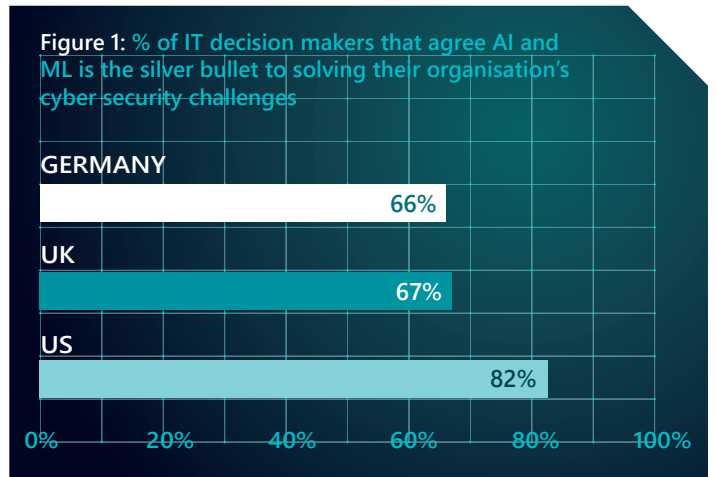 Figure 1: % of IT decision makers that agree AI and
ML is the silver bullet to solving their organisation's
cyber security challenges
GERMANY
66%
UK
67%
US
82%
0% 20% 40% 60% 80% 100%